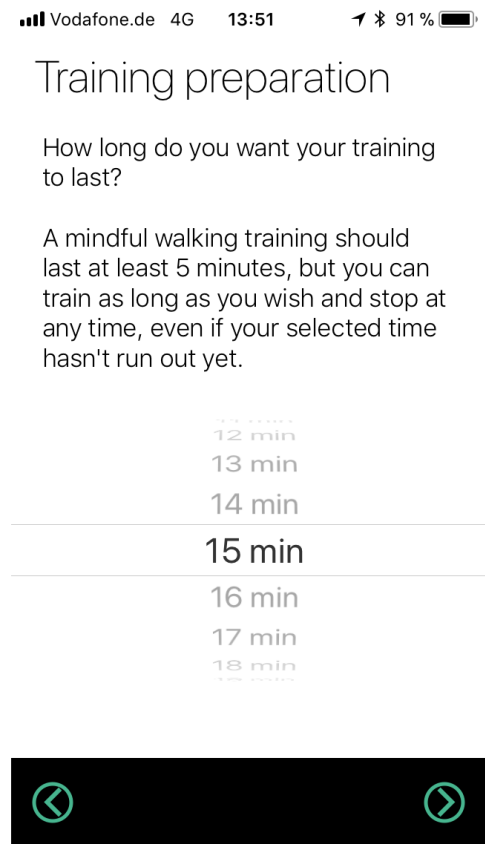 Vodafone.de 4G 13:51 91 %
Training preparation
How long do you want your training
to last?
A mindful walking training should
last at least 5 minutes, but you can
train as long as you wish and stop at
any time, even if your selected time
hasn't run out yet.
12 min
13 min
14 min
15 min
16 min
17 min
18 min